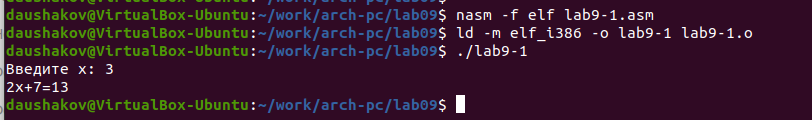 daushakov@VirtualBox-Ubuntu:~/work/arch-pc/lab09$ nasm -f elf lab9-1.asm
daushakov@VirtualBox-Ubuntu:~/work/arch-pc/lab09$ ld -m elf_i386 -o lab9-1 lab9-1.o
daushakov@VirtualBox-Ubuntu:~/work/arch-pc/lab09$ ./lab9-1
Введите x: 3
2x+7=13
daushakov@VirtualBox-Ubuntu:~/work/arch-pc/lab09$